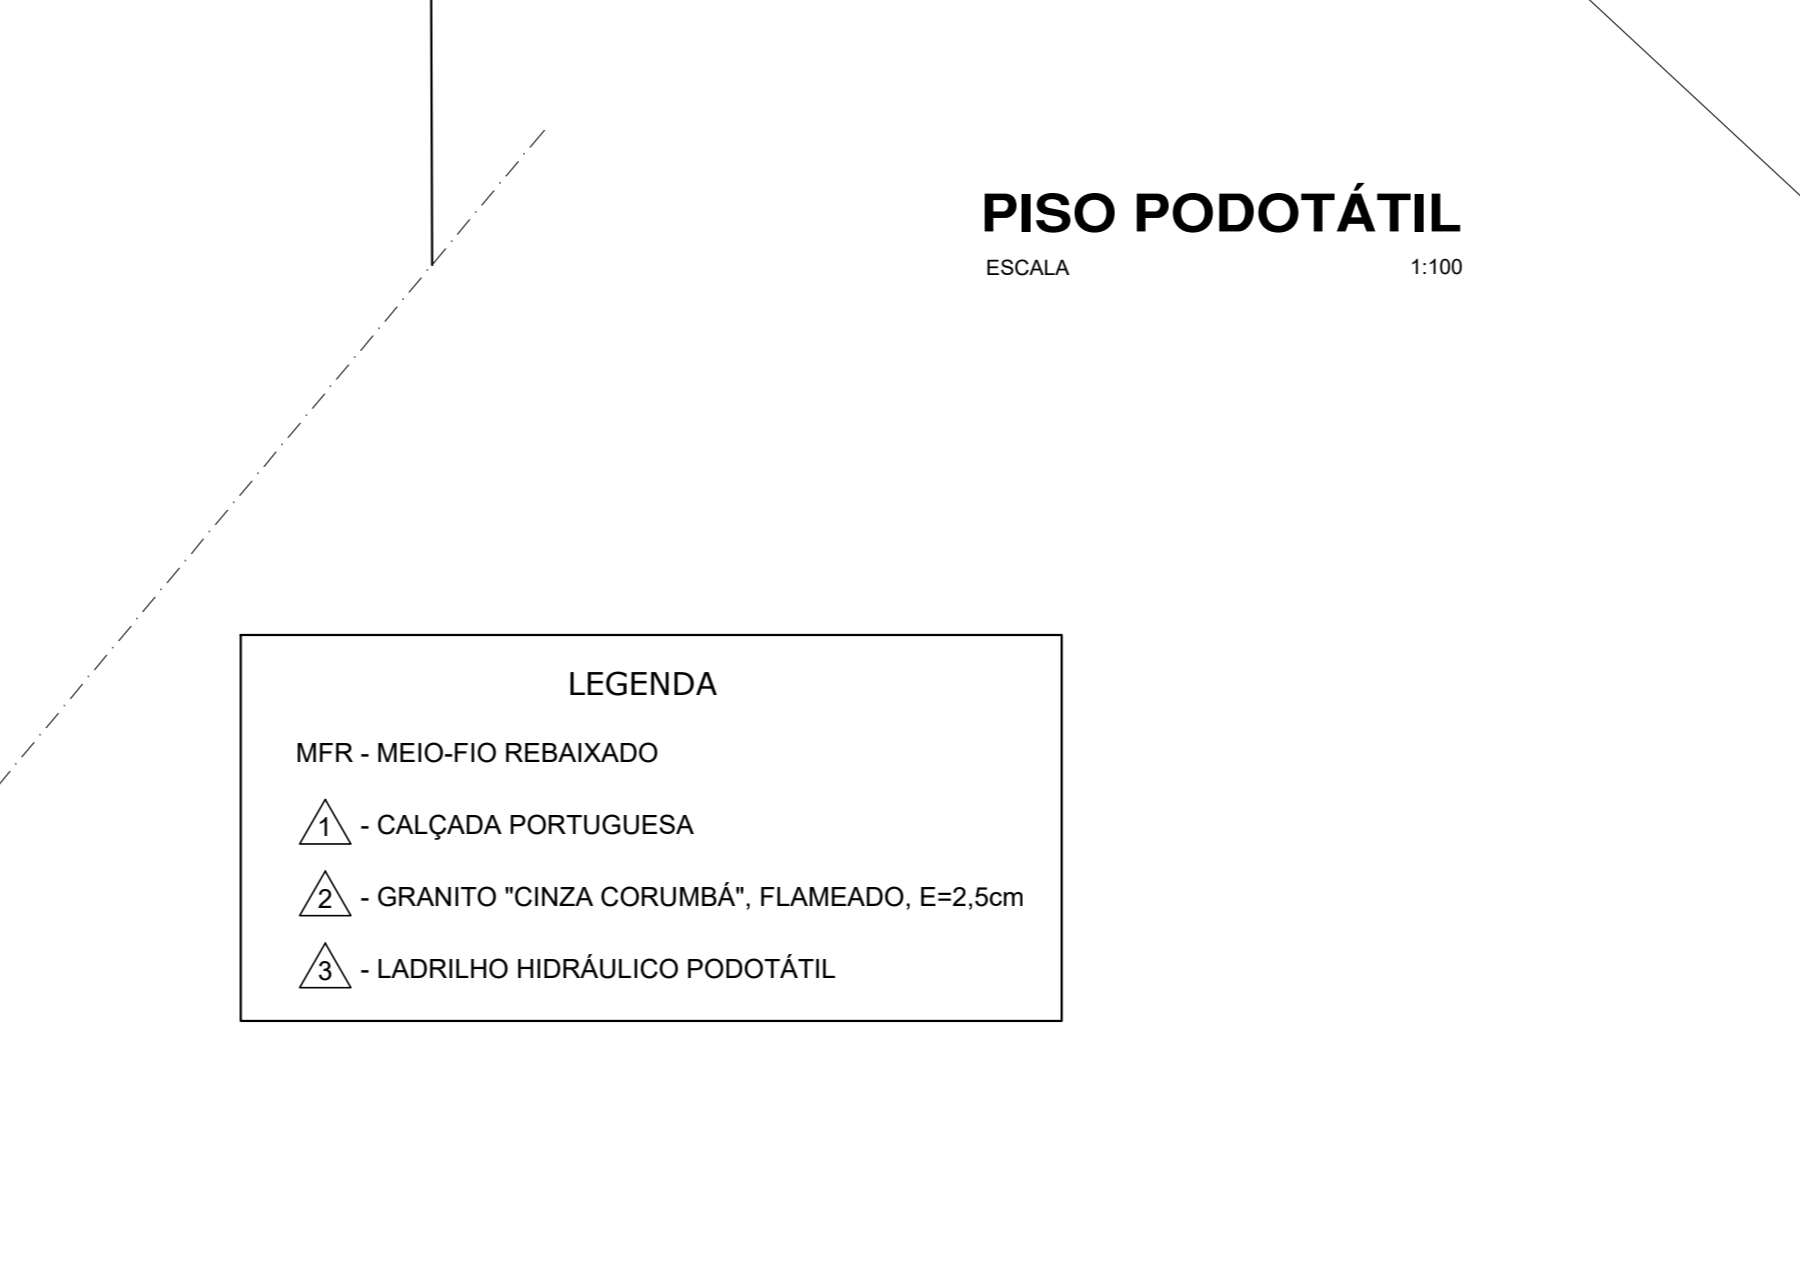 PISO PODOTÁTIL
ESCALA 1:100
LEGENDA
MFR - MEIO-FIO REBAIXADO
1 - CALÇADA PORTUGUESA
2 - GRANITO "CINZA CORUMBÁ", FLAMEADO, E=2,5cm
3 - LADRILHO HIDRÁULICO PODOTÁTIL